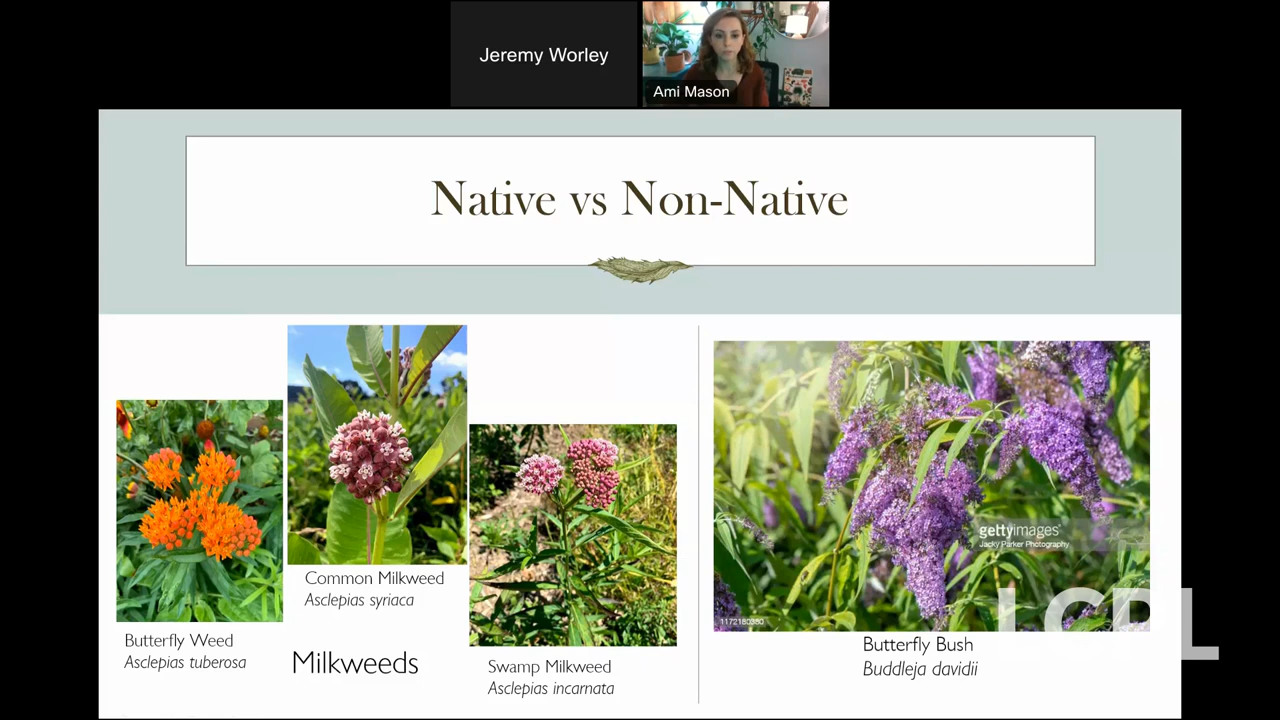 Jeremy Worley
Ami Mason
Native vs Non-Native
Common Milkweed
Asclepias syriaca
Butterfly Weed
Asclepias tuberosa
Milkweeds
Swamp Milkweed
Asclepias incarnata
gettyimages
Jacky Parker Photography
1172180380
Butterfly Bush
Buddleja davidii
LCPL